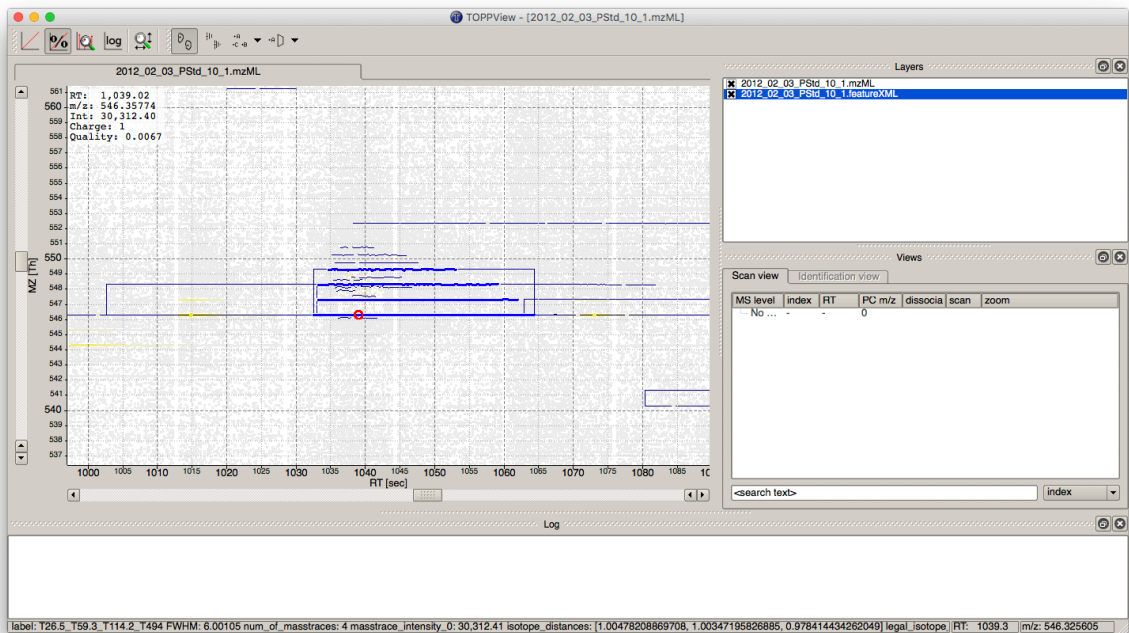 TOPPView - [2012_02_03_PStd_10_1.mzML]
% log
2012_02_03_PStd_10_1.mzML
RT: 1,039.02
m/z: 546.35774
Int: 30,312.40
Charge: 1
Quality: 0.0067
561
560
559
558
557
556
555
554
553
552
551
550
549
548
547
546
545
544
543
542
541
540
539
538
537
MZ [Th]
1000 1005 1010 1015 1020 1025 1030 1035 1040 1045 1050 1055 1060 1065 1070 1075 1080 1085 10
RT [sec]
Layers
2012_02_03_PStd_10_1.mzML
2012_02_03_PStd_10_1.featureXML
Views
Scan view Identification view
MS level index RT PC m/z dissocia scan zoom
No ... - - 0
<search text> index
Log
label: T26.5_T59.3_T114.2_T494 FWHM: 6.00105 num_of_masstraces: 4 masstrace_intensity_0: 30,312.41 isotope_distances: [1.00478208869708, 1.00347195826885, 0.978414434262049] legal_isotope_ RT: 1039.3 m/z: 546.325605